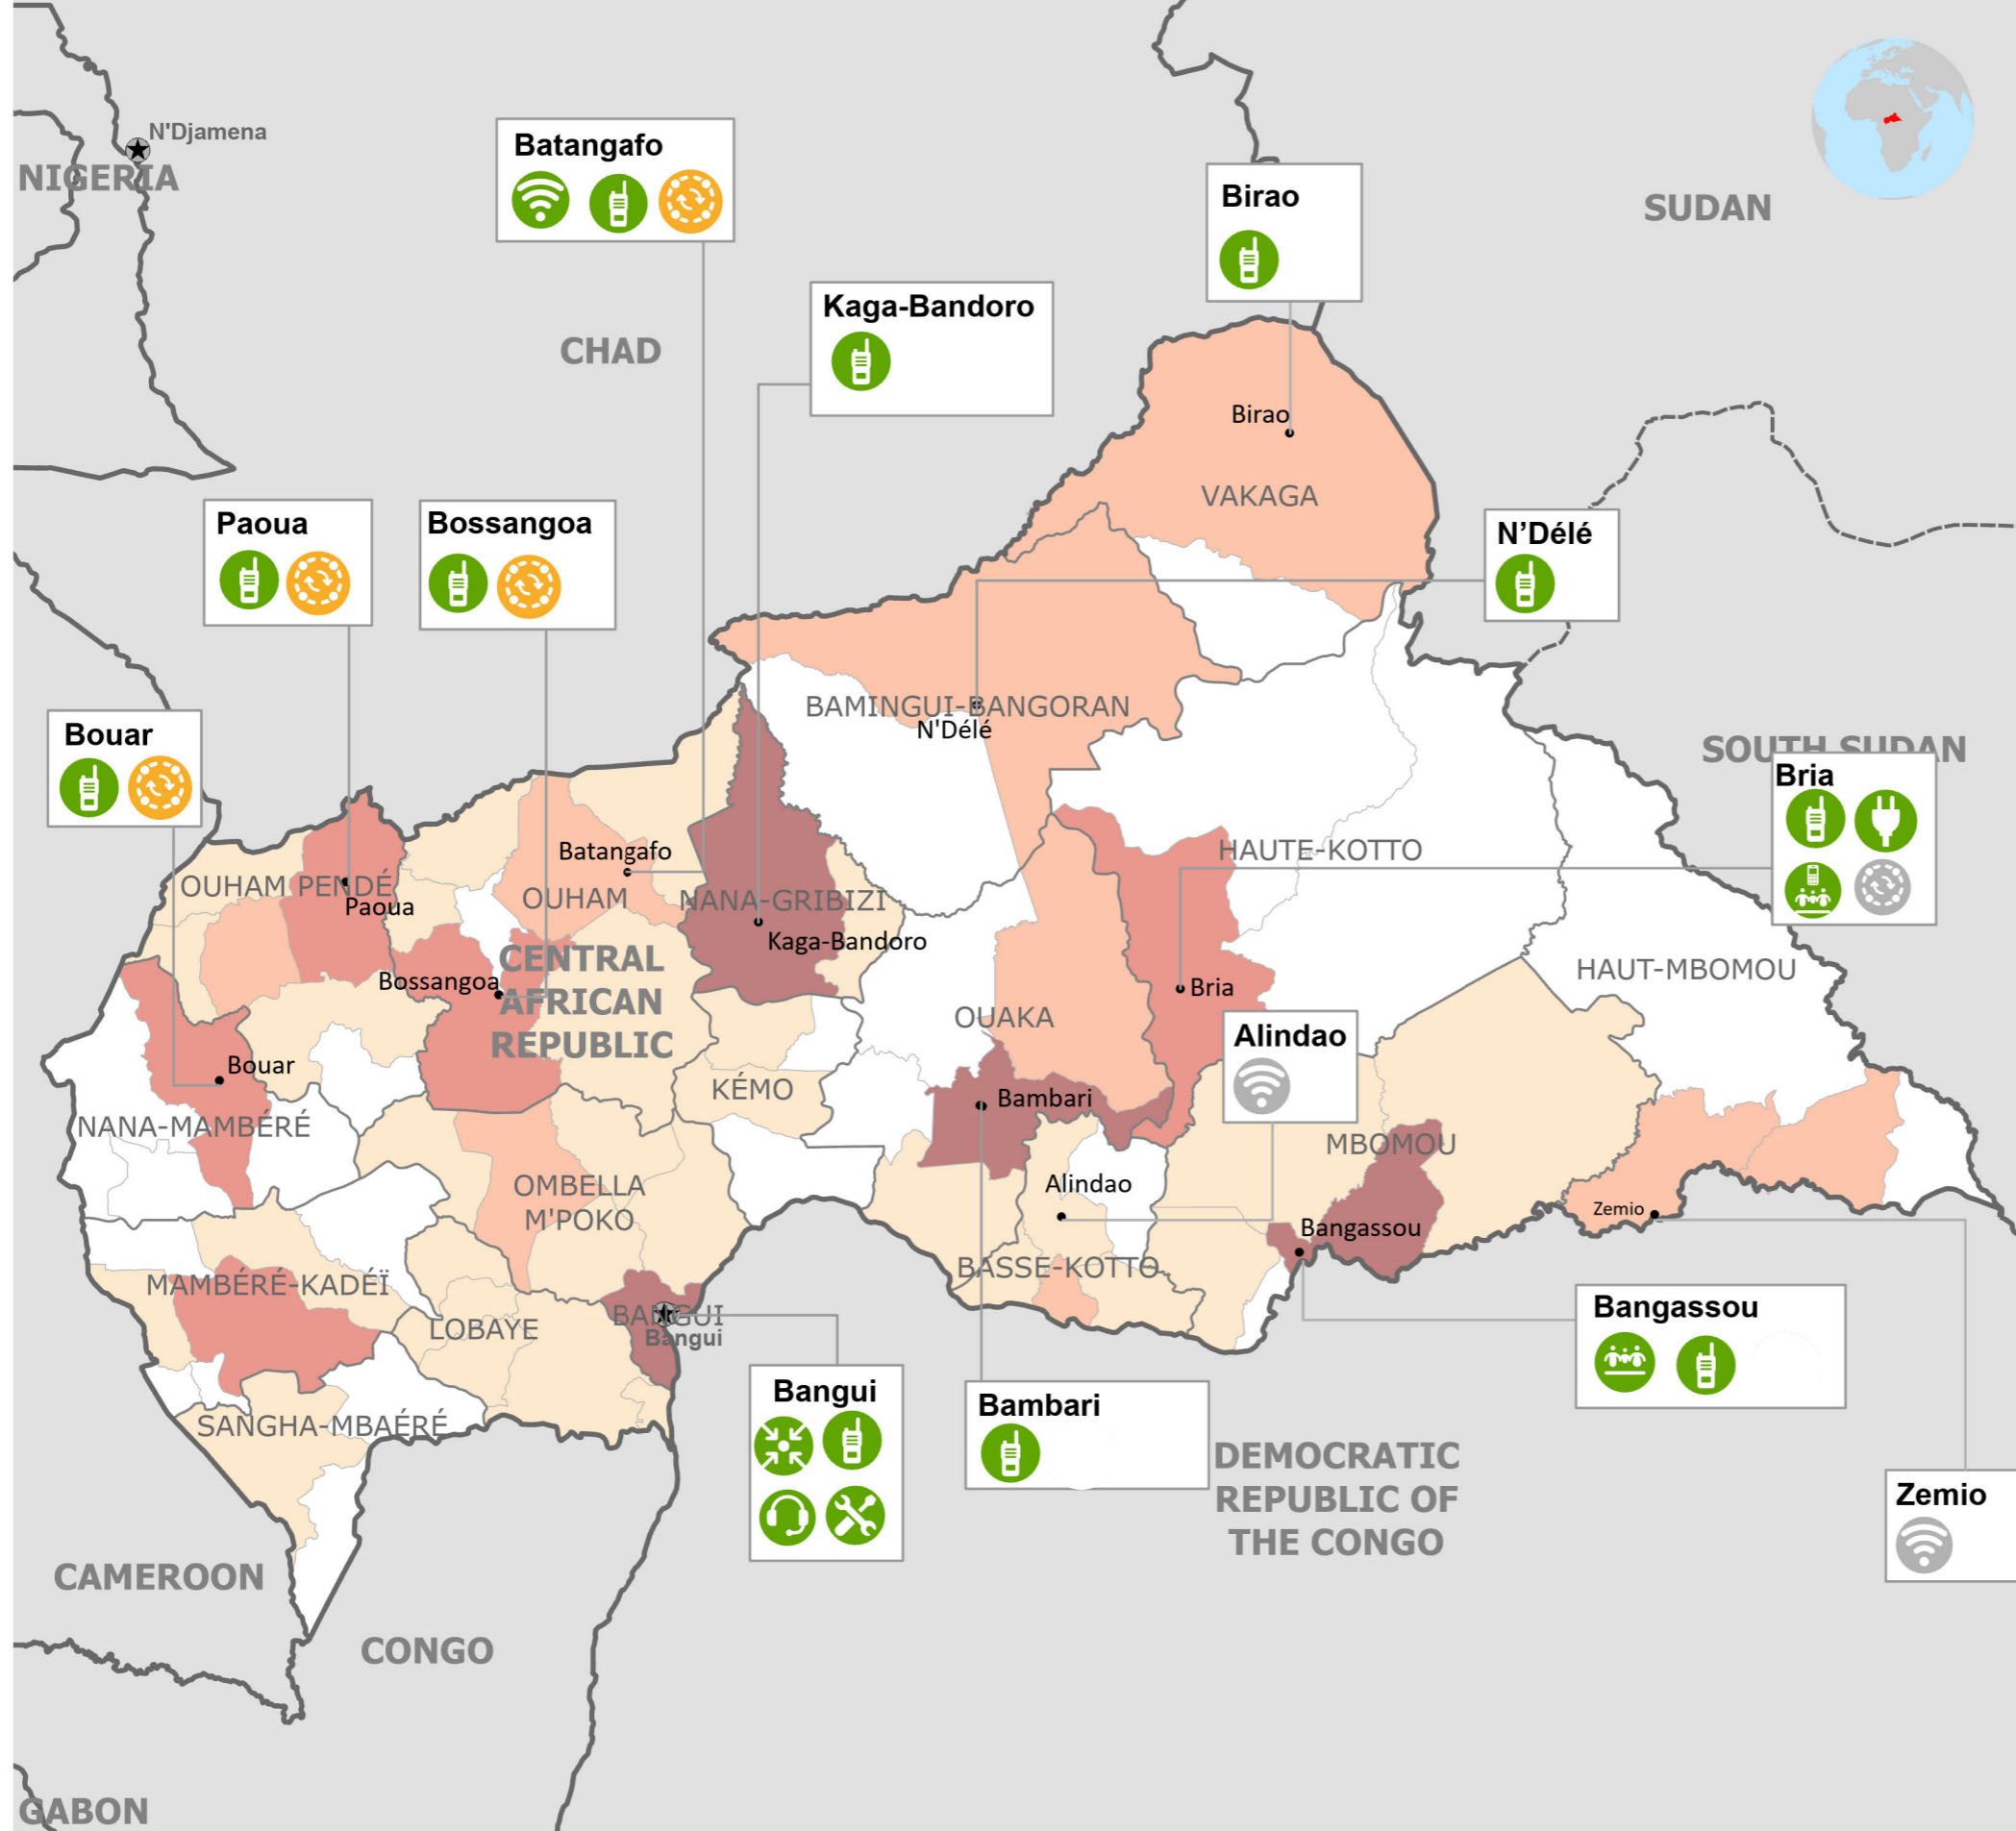 N'Djamena
NIGERIA
Batangafo
Birao
SUDAN
Kaga-Bandoro
CHAD
Birao
VAKAGA
Paoua
Bossangoa
N’Délé
BAMINGUI-BANGORAN
N'Délé
Bouar
SOUTH SUDAN
Bria
Batangafo
HAUTE-KOTTO
OUHAM PENDÉ
Paoua
OUHAM
NANA-GRIBIZI
Kaga-Bandoro
CENTRAL
AFRICAN
REPUBLIC
Bossangoa
HAUT-MBOMOU
Bria
OUAKA
Alindao
Bouar
KÉMO
Bambari
NANA-MAMBÉRÉ
MBOMOU
OMBELLA
M'POKO
Alindao
Zemio
Bangassou
BASSE-KOTTO
MAMBÉRÉ-KADÉÏ
LOBAYE
BANGUI
Bangui
Bangassou
Bangui
Bambari
SANGHA-MBAÉRÉ
DEMOCRATIC
REPUBLIC OF
THE CONGO
Zemio
CAMEROON
CONGO
GABON